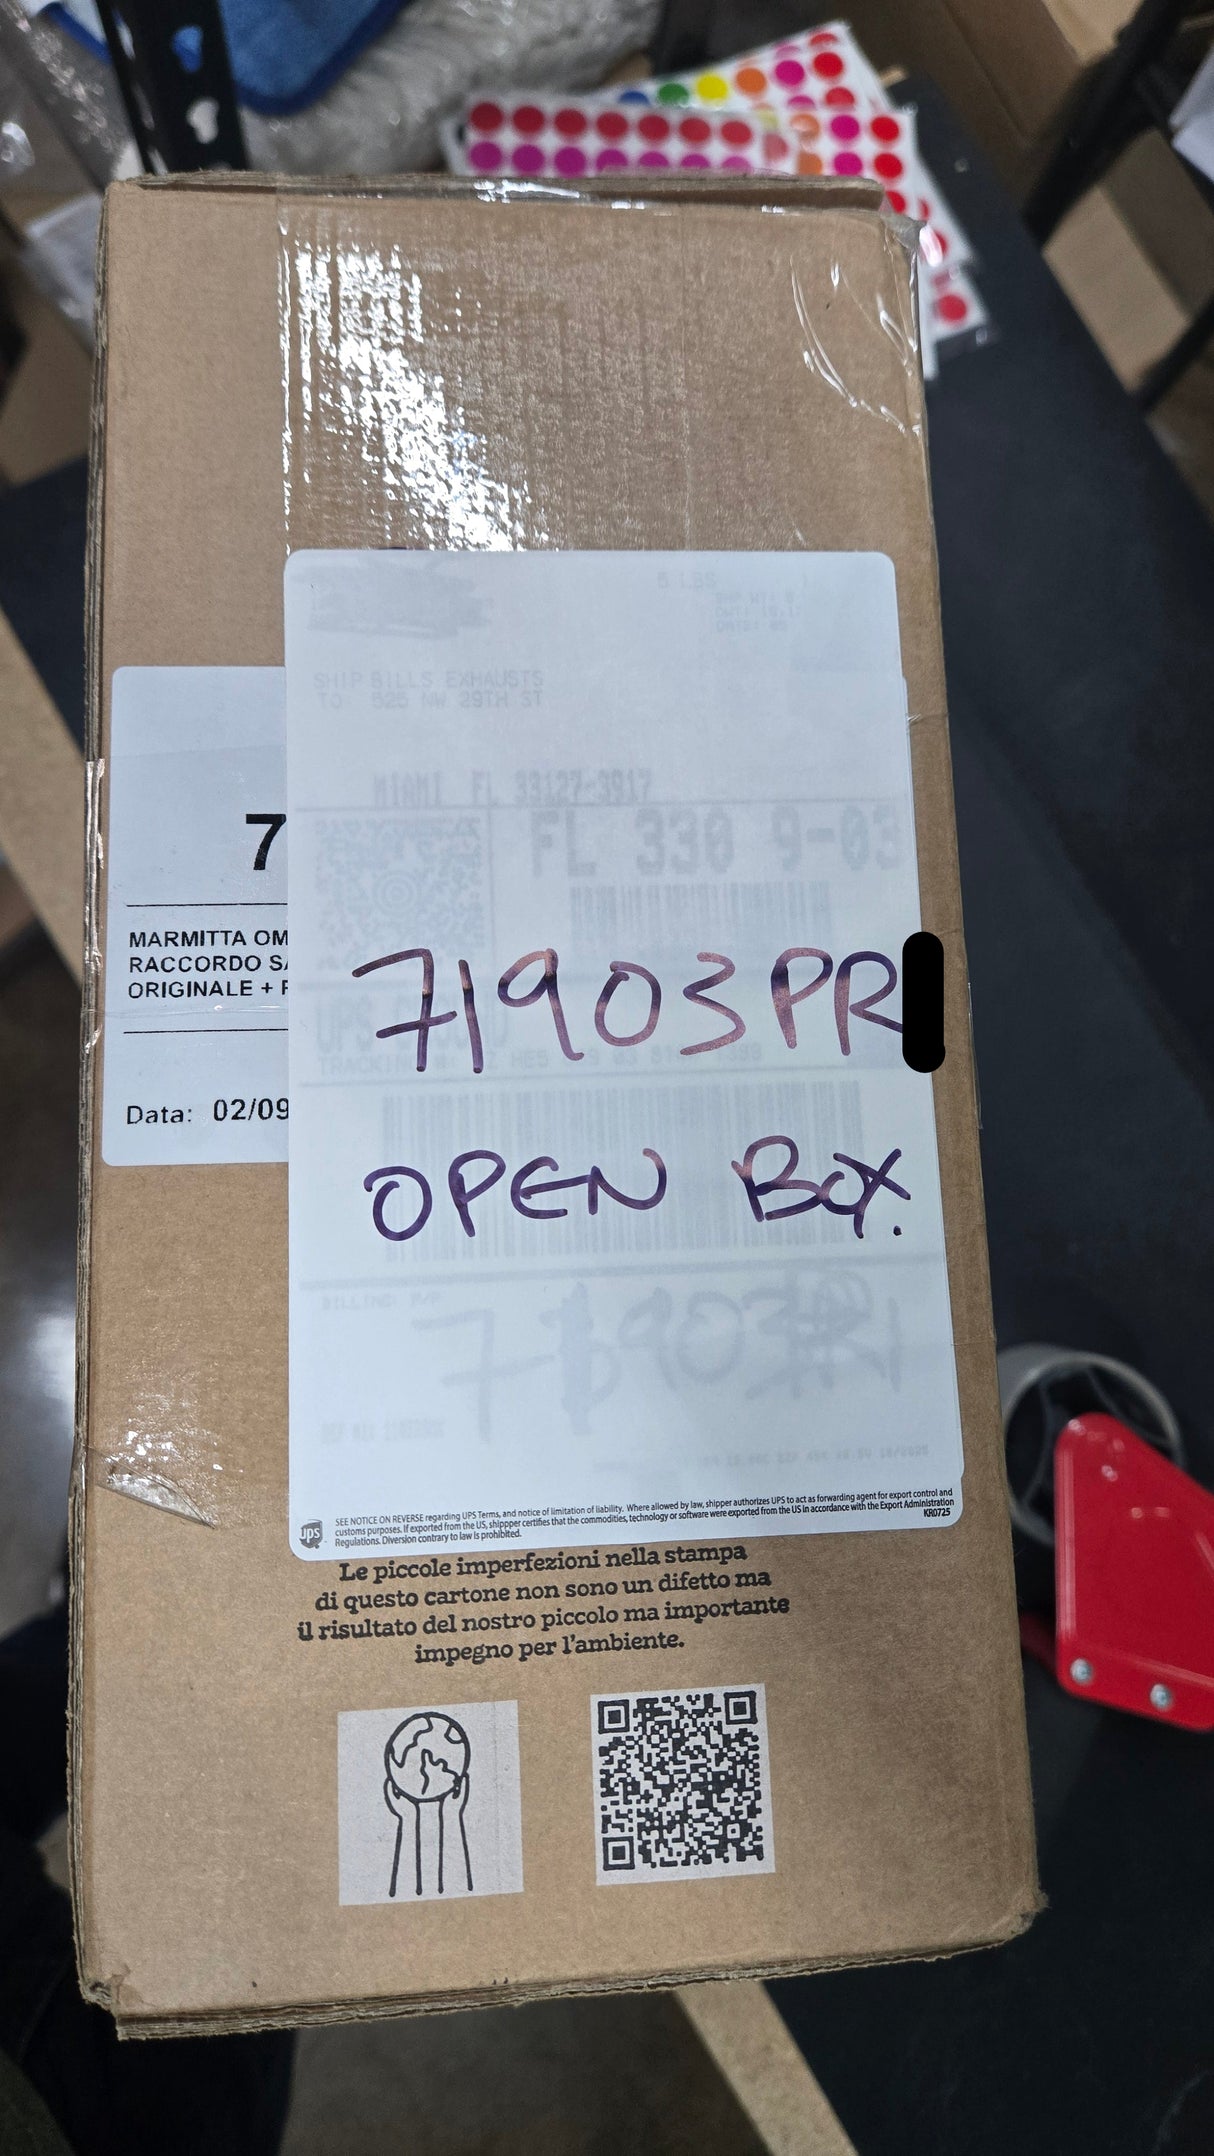 5 LBS
SHIP BILLS EXHAUSTS
TO: 525 NW 29TH ST
MIAMI FL 33127-3917
FL 330 9-03
7
MARMITTA OM
RACCORDO
ORIGINALE +
Data: 02/09
71903PR
OPEN BOX.
TRACKING
BILLING: P/P
ups
SEE NOTICE ON REVERSE regarding UPS Terms, and notice of limitation of liability. Where allowed by law, shipper authorizes UPS to act as forwarding agent for export control and
customs purposes. If exported from the US, shippper certifies that the commodities, technology or software were exported from the US in accordance with the Export Administration
Regulations. Diversion contrary to law is prohibited.
KR0725
Le piccole imperfezioni nella stampa
di questo cartone non sono un difetto ma
il risultato del nostro piccolo ma importante
impegno per l'ambiente.